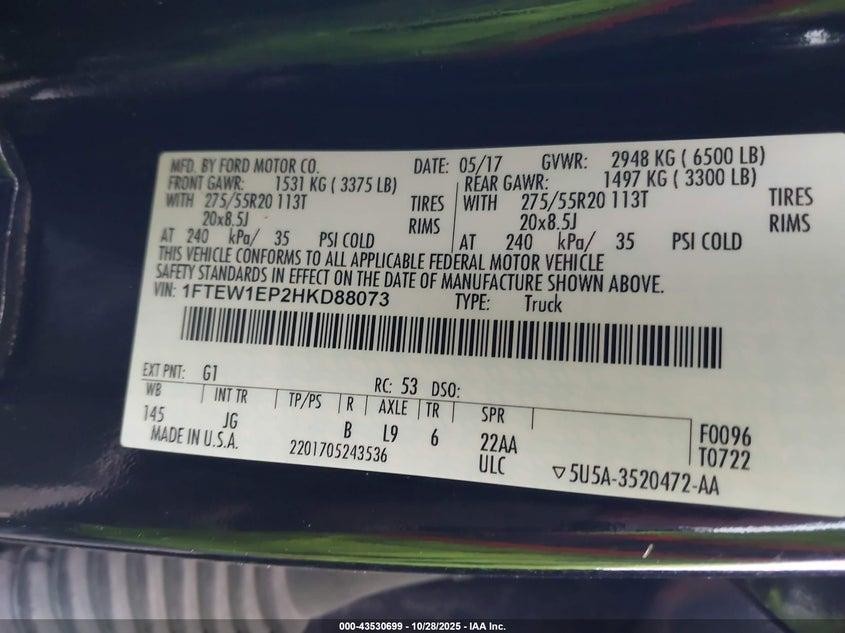 MFD. BY FORD MOTOR CO. DATE: 05/17 GVWR: 2948 KG ( 6500 LB)
FRONT GAWR: 1531 KG ( 3375 LB) REAR GAWR: 1497 KG ( 3300 LB)
WITH 275/55R20 113T TIRES WITH 275/55R20 113T TIRES
20x8.5J RIMS 20x8.5J RIMS
AT 240 kPa/ 35 PSI COLD AT 240 kPa/ 35 PSI COLD
THIS VEHICLE CONFORMS TO ALL APPLICABLE FEDERAL MOTOR VEHICLE
SAFETY STANDARDS IN EFFECT ON THE DATE OF MANUFACTURE SHOWN ABOVE.
VIN: 1FTEW1EP2HKD88073 TYPE: Truck
EXT PNT: G1 RC: 53 DSO:
WB INT TR TP/PS R AXLE TR SPR
145 JG B L9 6 22AA F0096
MADE IN U.S.A. 2201705243536 ULC T0722
▽5U5A-3520472-AA
000-43530699 - 10/28/2025 - IAA Inc.